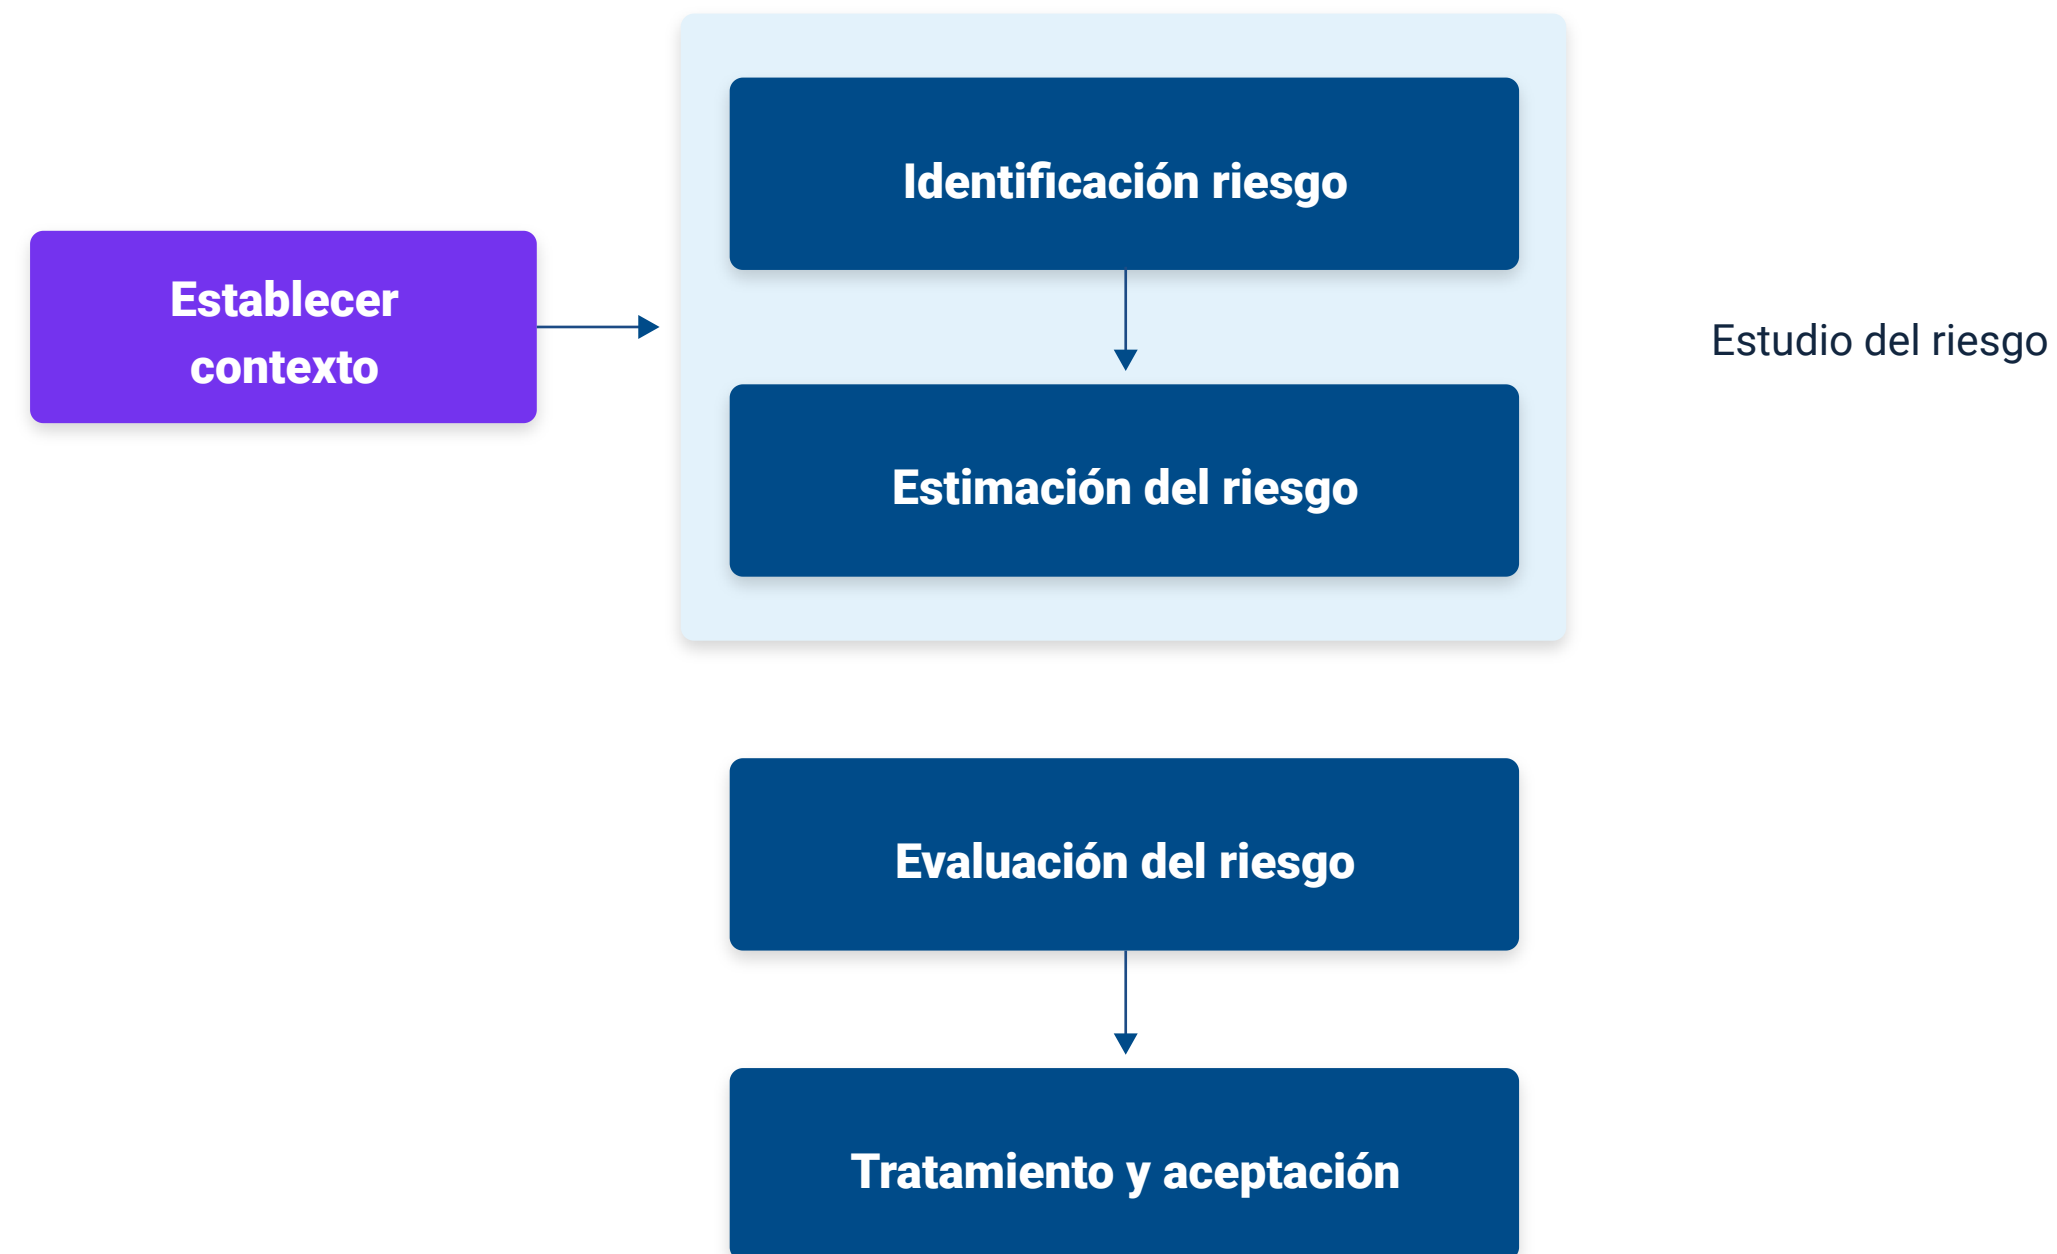 Identificación riesgo
Establecer
contexto
Estudio del riesgo
Estimación del riesgo
Evaluación del riesgo
Tratamiento y aceptación